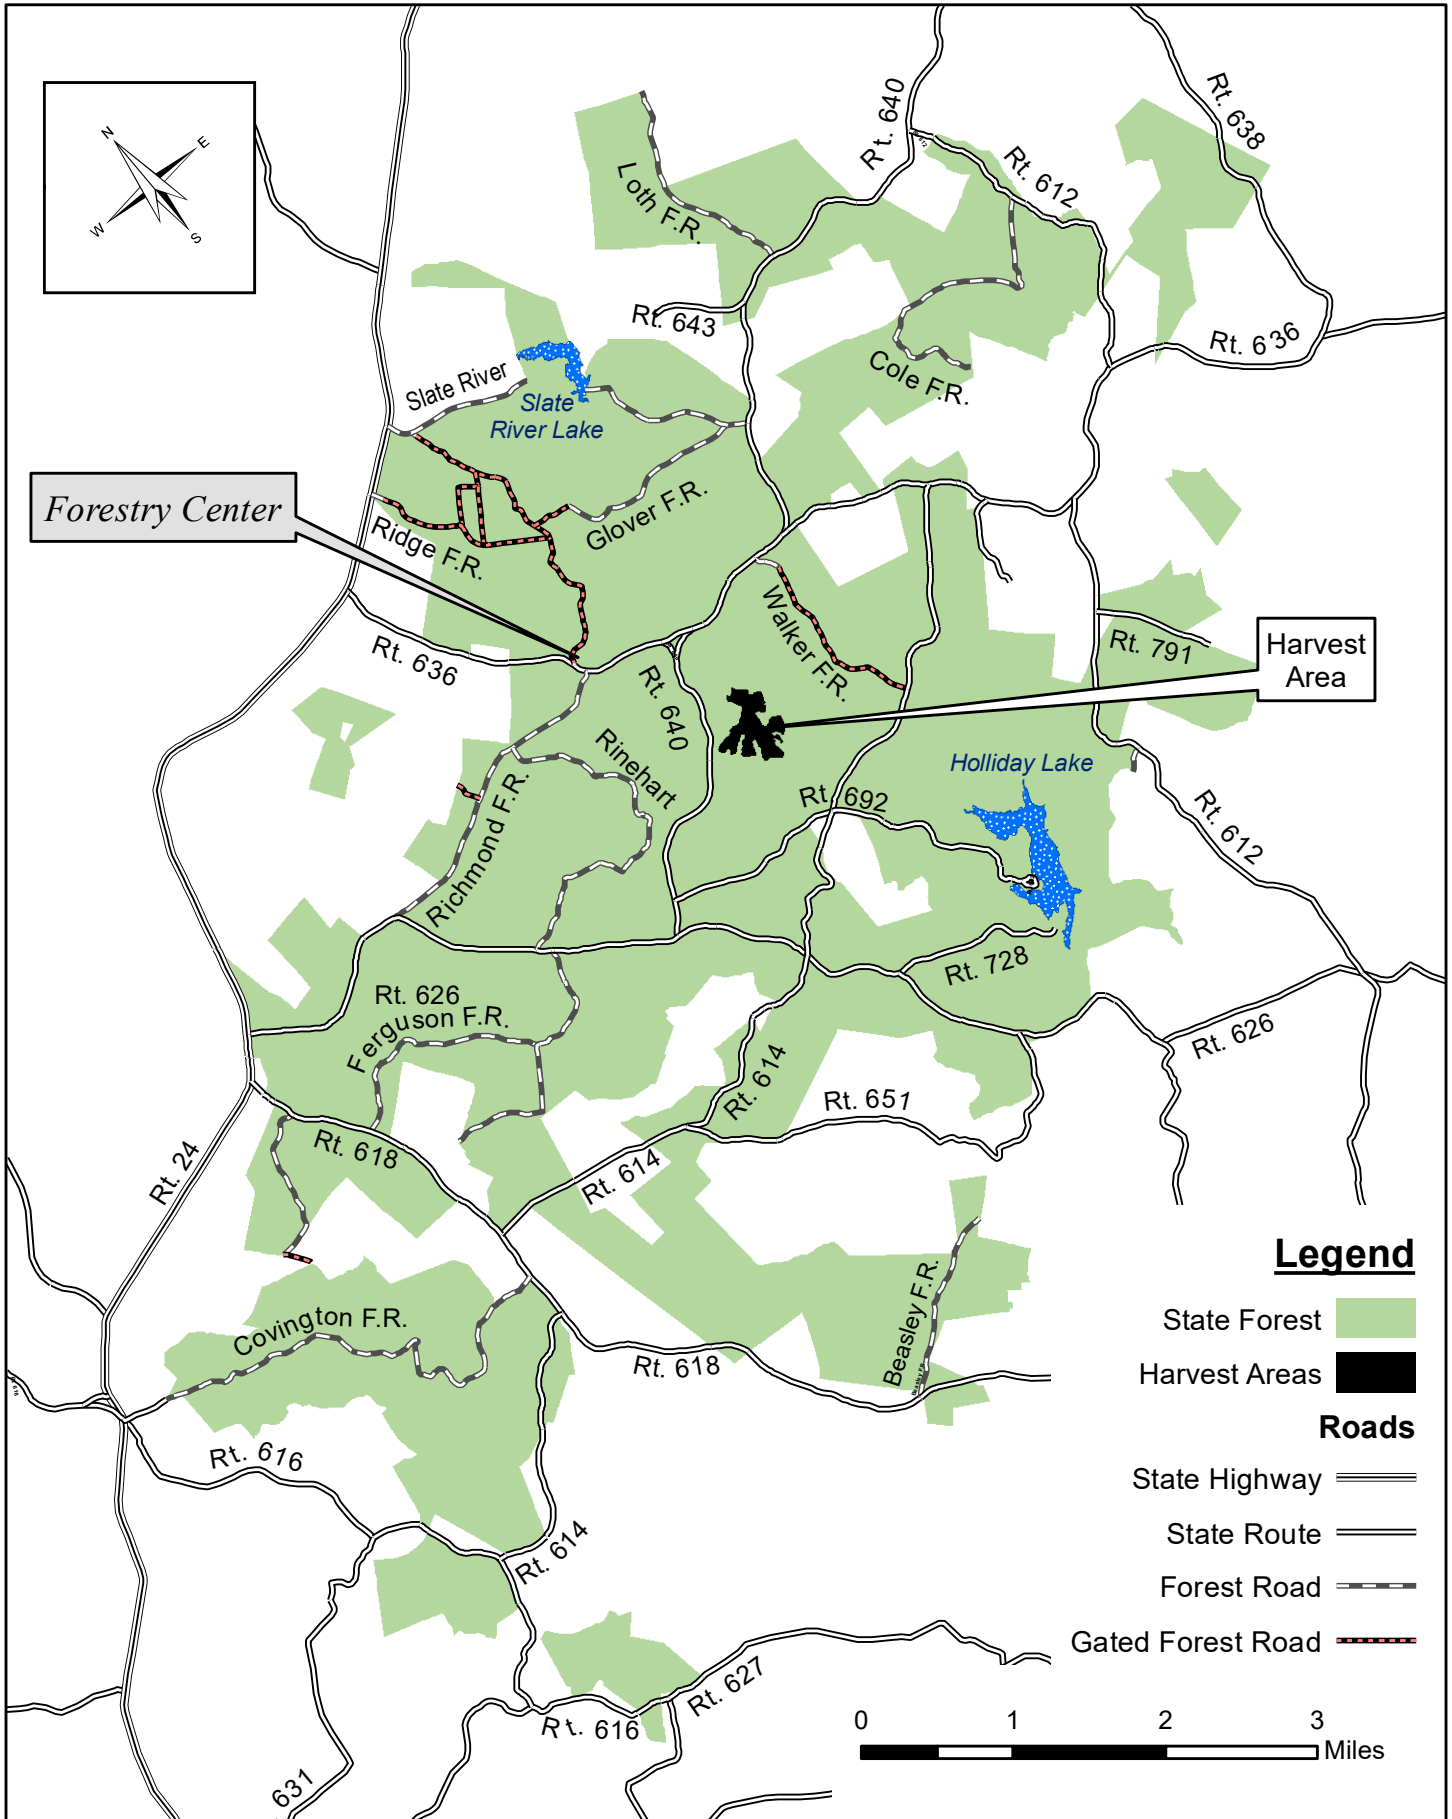 N
E
W
S
Rt. 640
Rt. 638
Rt. 612
Loth F.R.
Rt. 643
Rt. 636
Cole F.R.
Slate River
Slate
River Lake
Forestry Center
Ridge F.R.
Glover F.R.
Walker F.R.
Rt. 791
Harvest
Area
Rt. 636
Rt. 640
Rinehart
Holliday Lake
Rt. 692
Richmond F.R.
Rt. 612
Rt. 728
Rt. 626
Ferguson F.R.
Rt. 626
Rt. 614
Rt. 651
Rt. 618
Rt. 24
Rt. 614
Beasley F.R.
Beasley F.R.
Covington F.R.
Rt. 618
Rt. 616
Rt. 614
Rt. 627
Rt. 616
631
Legend
State Forest
Harvest Areas
Roads
State Highway
State Route
Forest Road
Gated Forest Road
0 1 2 3
Miles